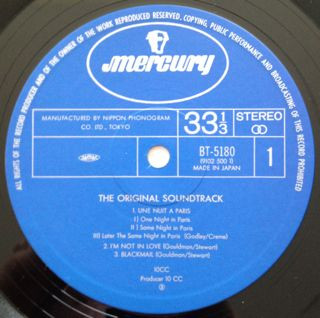 ALL RIGHTS OF THE RECORD PRODUCER AND OF THE OWNER OF THE WORK REPRODUCED RESERVED. COPYING, PUBLIC PERFORMANCE AND BROADCASTING OF THIS RECORD PROHIBITED
mercury
MANUFACTURED BY NIPPON PHONOGRAM
CO. LTD., TOKYO
33 1/3
STEREO
BT-5180
(9102 500 1)
MADE IN JAPAN
1
THE ORIGINAL SOUNDTRACK
1. UNE NUIT A PARIS
I) One Night in Paris
II) Same Night in Paris
III) Later The Same Night in Paris (Godley/Creme)
2. I'M NOT IN LOVE (Gouldman/Stewart)
3. BLACKMAIL (Gouldman/Stewart)
10CC
Producer 10 CC